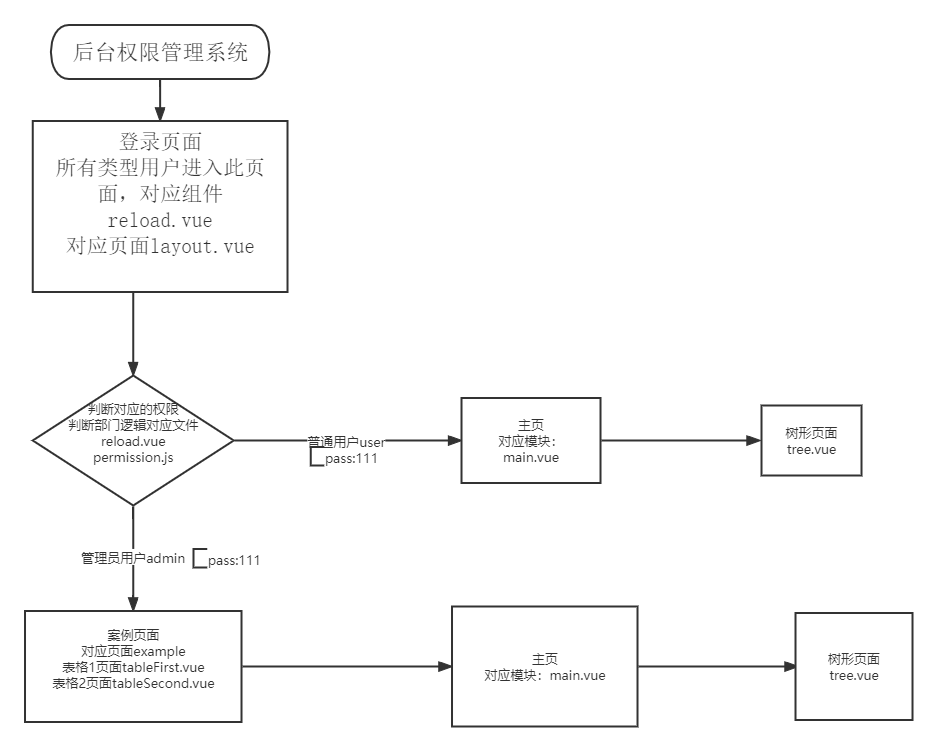 后台权限管理系统
登录页面
所有类型用户进入此页
面，对应组件
reload.vue
对应页面layout.vue
判断对应的权限
判断部门逻辑对应文件
reload.vue
permission.js
普通用户user
pass:111
主页
对应模块：
main.vue
树形页面
tree.vue
管理员用户admin
pass:111
案例页面
对应页面example
表格1页面tableFirst.vue
表格2页面tableSecond.vue
主页
对应模块：main.vue
树形页面
tree.vue